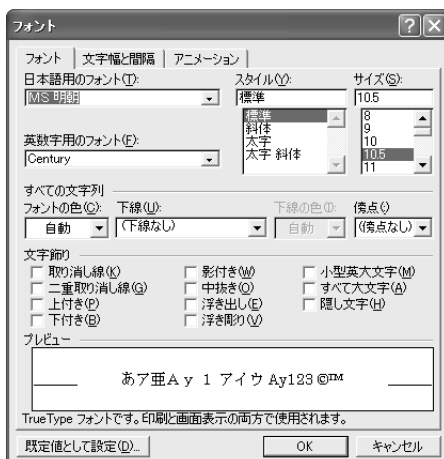 フォント
フォント 文字幅と間隔 アニメーション
日本語用のフォント(T): スタイル(Y): サイズ(S):
MS 明朝 標準 10.5
標準 8
斜体 9
太字 10
太字 斜体 10.5
11
英数字用のフォント(F):
Century
すべての文字列
フォントの色(C): 下線(U): 下線の色(I): 傍点(·)
自動 (下線なし) 自動 (傍点なし)
文字飾り
取り消し線(K) 影付き(W) 小型英大文字(M)
二重取り消し線(G) 中抜き(O) すべて大文字(A)
上付き(P) 浮き出し(E) 隠し文字(H)
下付き(B) 浮き彫り(V)
プレビュー
あア亜Ａｙ １ アイウ Ay123 ©™
TrueType フォントです。印刷と画面表示の両方で使用されます。
既定値として設定(D)... OK キャンセル